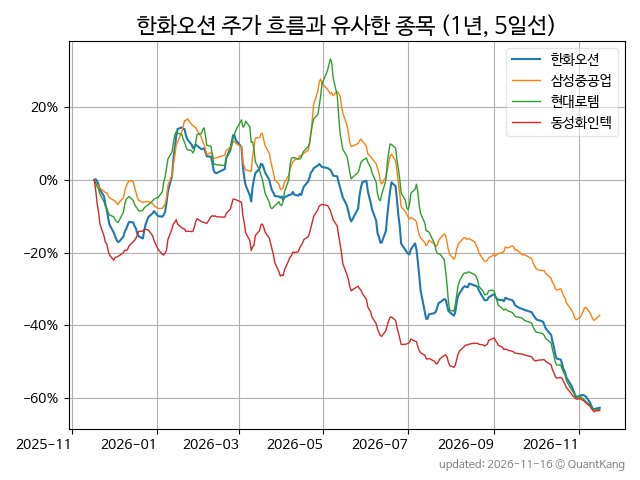 한화오션 주가 흐름과 유사한 종목 (1년, 5일선)
한화오션
삼성중공업
현대로템
동성화인텍
20%
0%
−20%
−40%
−60%
2025-11 2026-01 2026-03 2026-05 2026-07 2026-09 2026-11
updated: 2026-11-16 © QuantKang